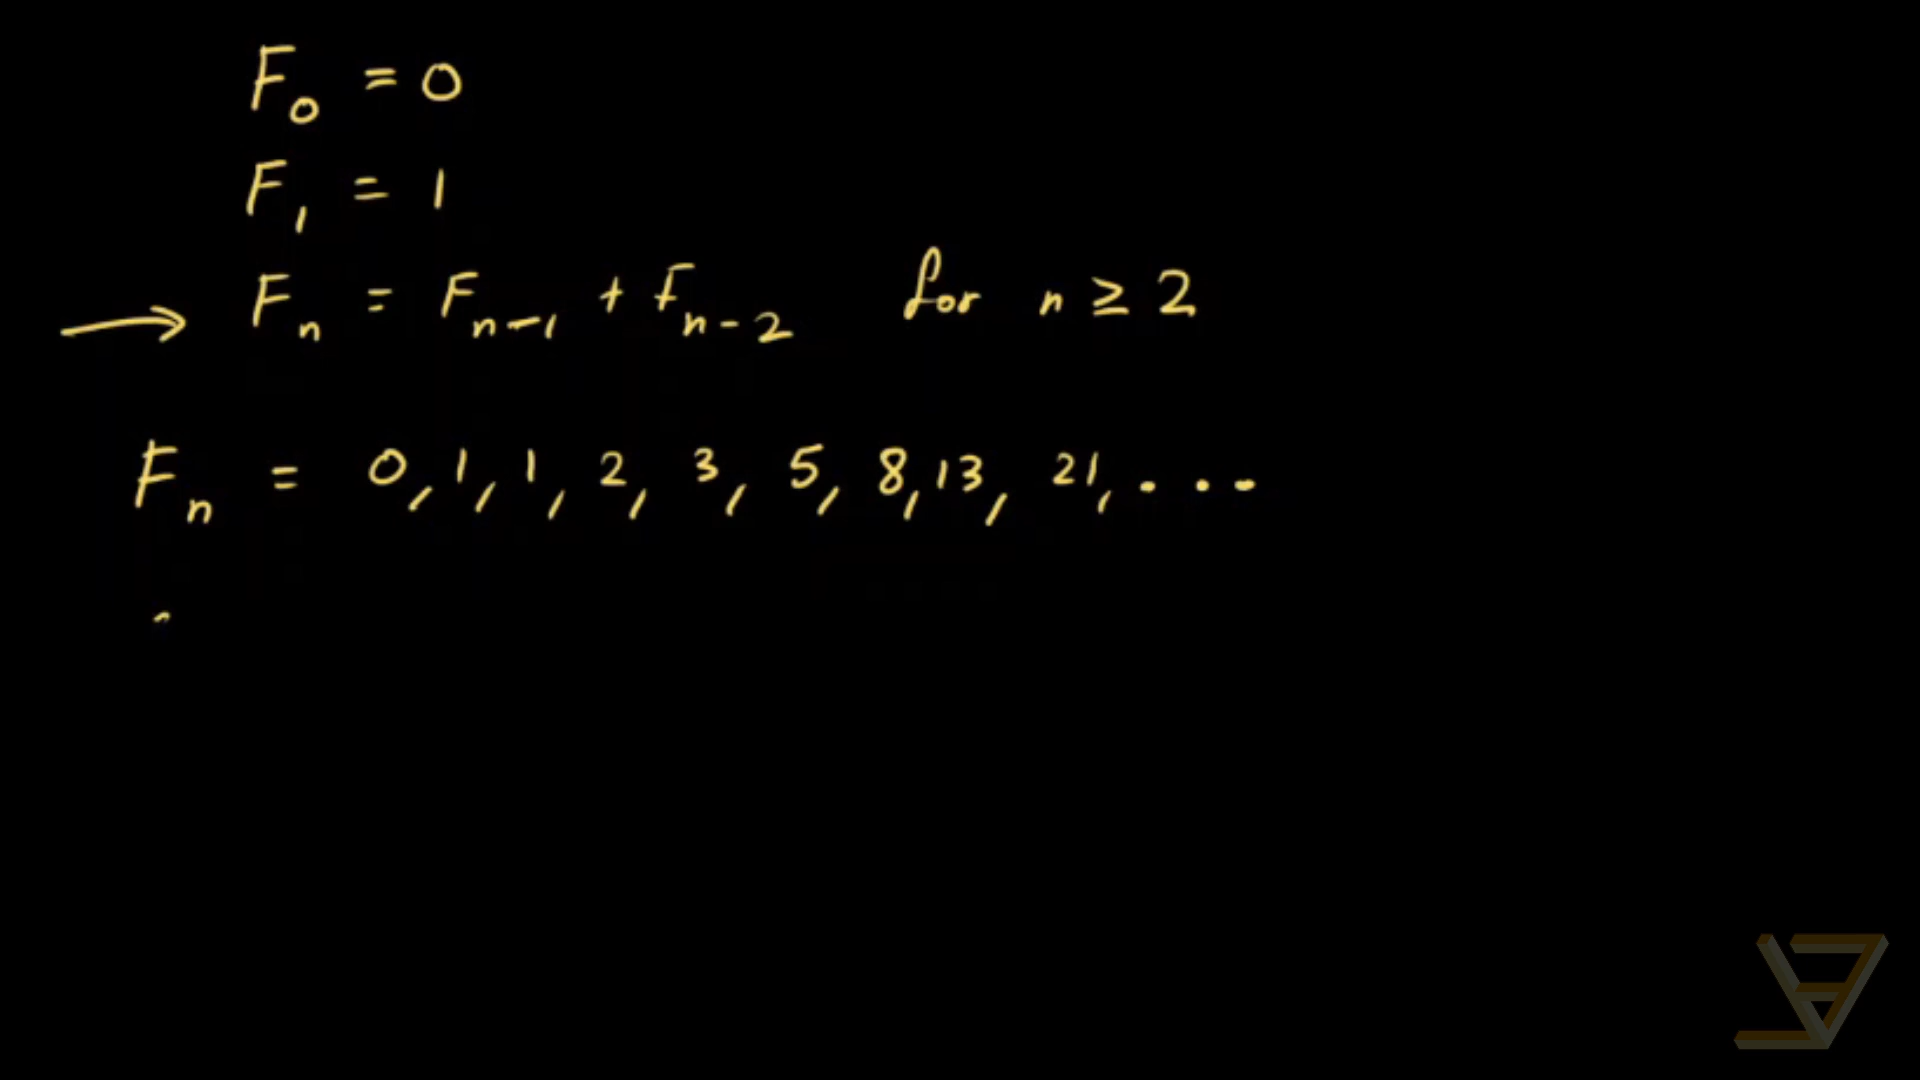 F₀ = 0
F₁ = 1
→ Fₙ = Fₙ₋₁ + Fₙ₋₂ for n ≥ 2
Fₙ = 0, 1, 1, 2, 3, 5, 8, 13, 21, . . .